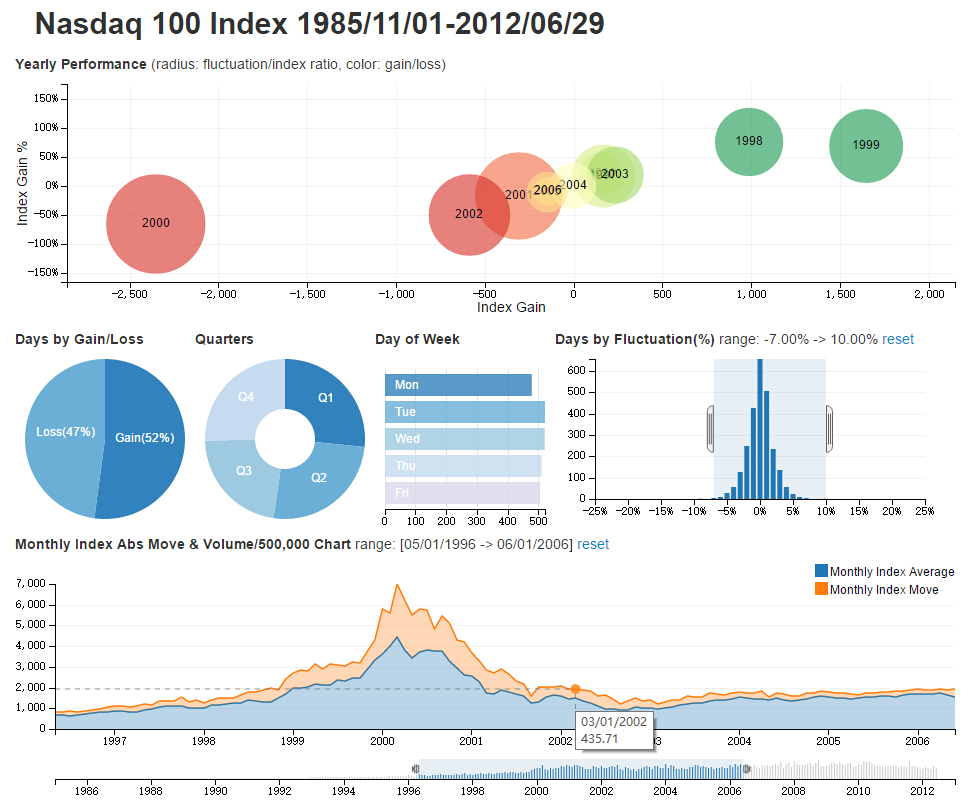 Nasdaq 100 Index 1985/11/01-2012/06/29
Yearly Performance (radius: fluctuation/index ratio, color: gain/loss)
Index Gain %
150%
100%
50%
0%
-50%
-100%
-150%
2000
2002
2001
2006
2004
2003
1998
1999
-2,500
-2,000
-1,500
-1,000
-500
0
500
1,000
1,500
2,000
Index Gain
Days by Gain/Loss
Loss(47%)
Gain(52%)
Quarters
Q4
Q1
Q3
Q2
Day of Week
Mon
Tue
Wed
Thu
Fri
0 100 200 300 400 500
Days by Fluctuation(%) range: -7.00% -> 10.00% reset
600
500
400
300
200
100
0
-25% -20% -15% -10% -5% 0% 5% 10% 15% 20% 25%
Monthly Index Abs Move & Volume/500,000 Chart range: [05/01/1996 -> 06/01/2006] reset
Monthly Index Average
Monthly Index Move
7,000
6,000
5,000
4,000
3,000
2,000
1,000
0
03/01/2002
435.71
1997 1998 1999 2000 2001 2002 2004 2005 2006
1986 1988 1990 1992 1994 1996 1998 2000 2002 2004 2006 2008 2010 2012